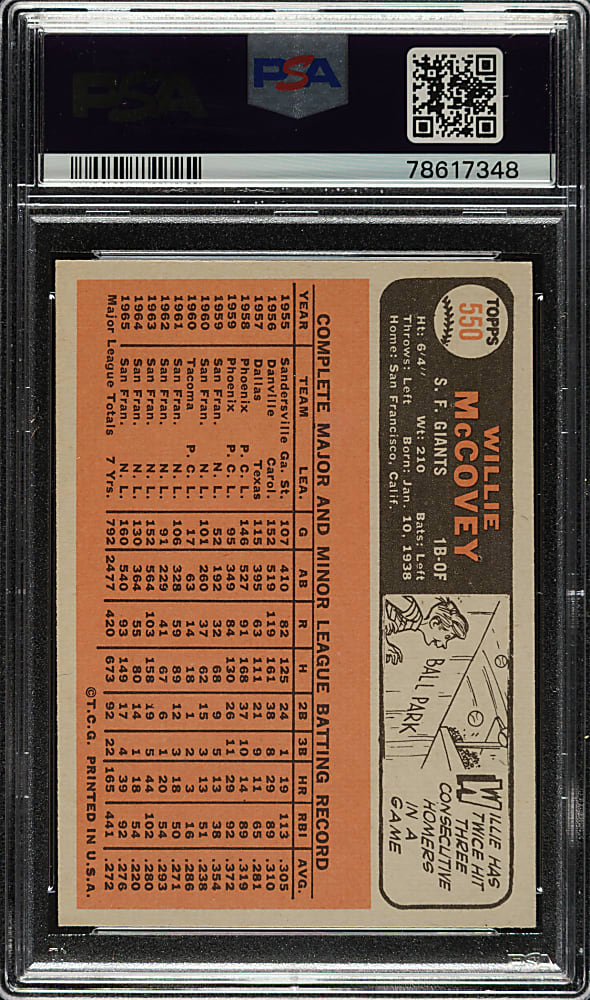 PSA
PSA
78617348
TOPPS
550
WILLIE
McCOVEY
S. F. GIANTS 1B-OF
Ht: 6'4" Wt: 210 Bats: Left
Throws: Left Born: Jan. 10, 1938
Home: San Francisco, Calif.
BALL PARK
WILLIE HAS
TWICE HIT
THREE
CONSECUTIVE
HOMERS
IN A
GAME
COMPLETE MAJOR AND MINOR LEAGUE BATTING RECORD
YEAR TEAM LEA. G AB R H 2B 3B HR RBI AVG.
1955 Sandersville Ga. St. 107 410 82 125 24 1 19 113 .305
1956 Danville Carol. 152 519 119 161 38 8 29 89 .310
1957 Dallas Texas 115 395 63 111 21 9 11 65 .281
1958 Phoenix P. C. L. 146 527 91 168 37 10 14 89 .319
1959 Phoenix P. C. L. 95 349 84 130 26 11 29 92 .372
1959 San Fran. N. L. 52 192 32 68 9 5 13 38 .354
1960 San Fran. N. L. 101 260 37 62 15 3 13 51 .238
1960 Tacoma P. C. L. 17 63 14 18 1 2 3 16 .286
1961 San Fran. N. L. 106 328 59 89 12 3 18 50 .271
1962 San Fran. N. L. 91 229 41 67 6 1 20 54 .293
1963 San Fran. N. L. 152 564 103 158 19 5 44 102 .280
1964 San Fran. N. L. 130 364 55 80 14 1 18 54 .220
1965 San Fran. N. L. 160 540 93 149 17 4 39 92 .276
Major League Totals 7 Yrs. 792 2477 420 673 92 22 165 441 .272
©T.C.G. PRINTED IN U.S.A.
PSA